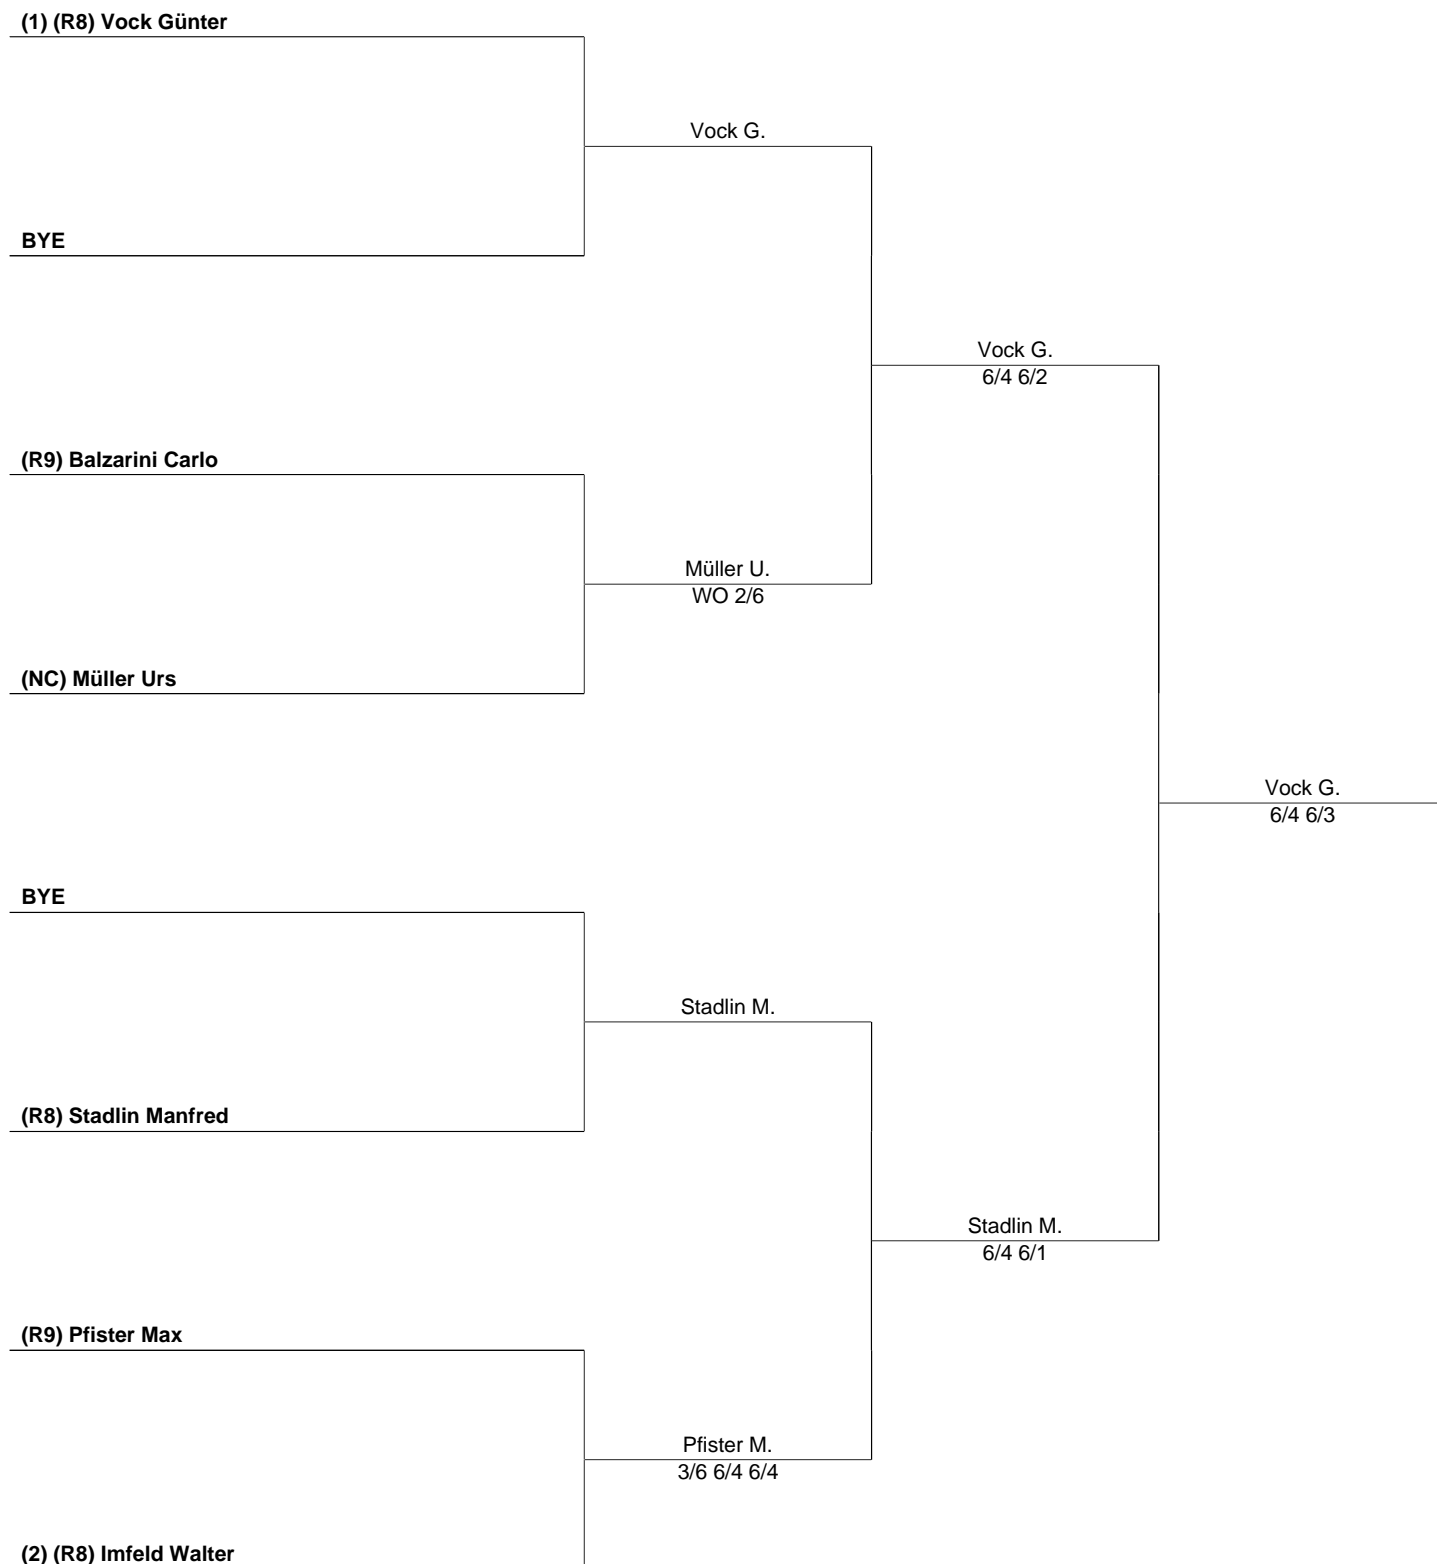 (1) (R8) Vock Günter
Vock G.
BYE
Vock G.
6/4 6/2
(R9) Balzarini Carlo
Müller U.
WO 2/6
(NC) Müller Urs
Vock G.
6/4 6/3
BYE
Stadlin M.
(R8) Stadlin Manfred
Stadlin M.
6/4 6/1
(R9) Pfister Max
Pfister M.
3/6 6/4 6/4
(2) (R8) Imfeld Walter